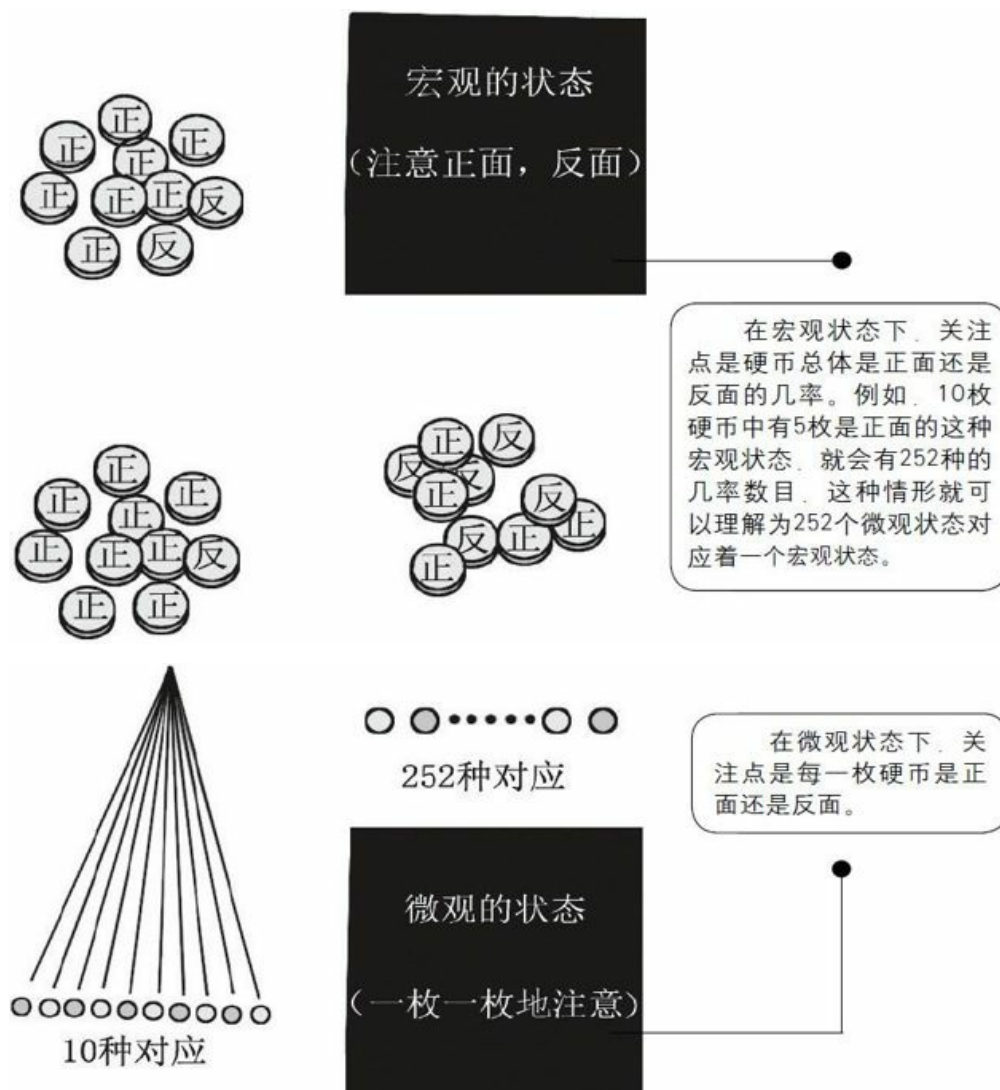 宏观的状态
(注意正面，反面)
正
正 正
正
正 正 正 反
正 反
在宏观状态下，关注
点是硬币总体是正面还是
反面的几率。例如，10枚
硬币中有5枚是正面的这种
宏观状态，就会有252种的
几率数目，这种情形就可
以理解为252个微观状态对
应着一个宏观状态。
正
正 正
正
正 正 正 反
正 正
正 反
反 反
正 反
正
反 正
正
252种对应
在微观状态下，关
注点是每一枚硬币是正
面还是反面。
微观的状态
(一枚一枚地注意)
10种对应